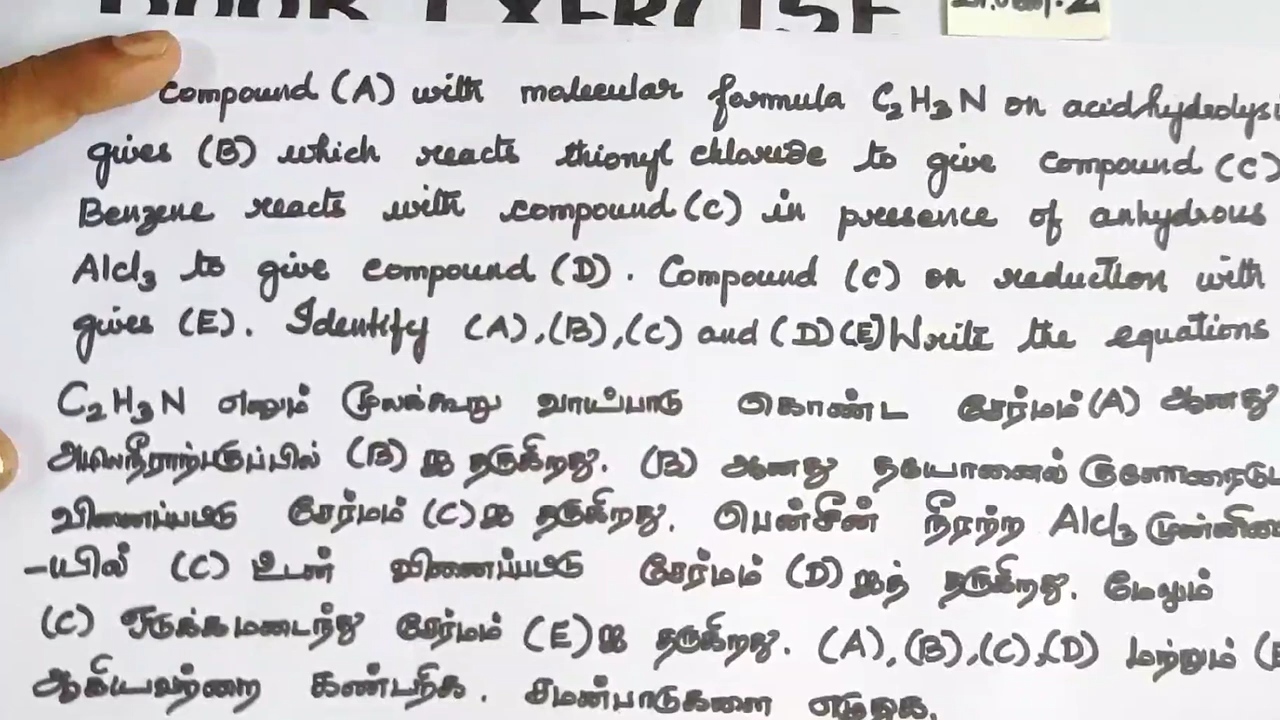 BOOK EXERCISE
Compound (A) with molecular formula C₂H₃N on acid hydrolysi
gives (B) which reacts thionyl chloride to give compound (C)
Benzene reacts with compound (C) in presence of anhydrous
AlCl₃ to give compound (D). Compound (C) on reduction with
gives (E). Identify (A), (B), (C) and (D) (E) Write the equations
C₂H₃N எனும் மூலக்கூறு வாய்ப்பாடு கொண்ட சேர்மம் (A) ஆனது
அமிலநீராற்பகுப்பில் (B) ஐ தருகிறது. (B) ஆனது தயோனைல் குளோரைடு
வினைப்பட்டு சேர்மம் (C) ஐ தருகிறது. பென்சீன் நீரற்ற AlCl₃ முன்னிலை
-யில் (C) உடன் வினைப்பட்டு சேர்மம் (D) ஐத் தருகிறது. மேலும்
(C) ஒடுக்கமடைந்து சேர்மம் (E) ஐ தருகிறது. (A), (B), (C), (D) மற்றும் (E
ஆகியவற்றை கண்டறிக. சமன்பாடுகளை எழுதுக.